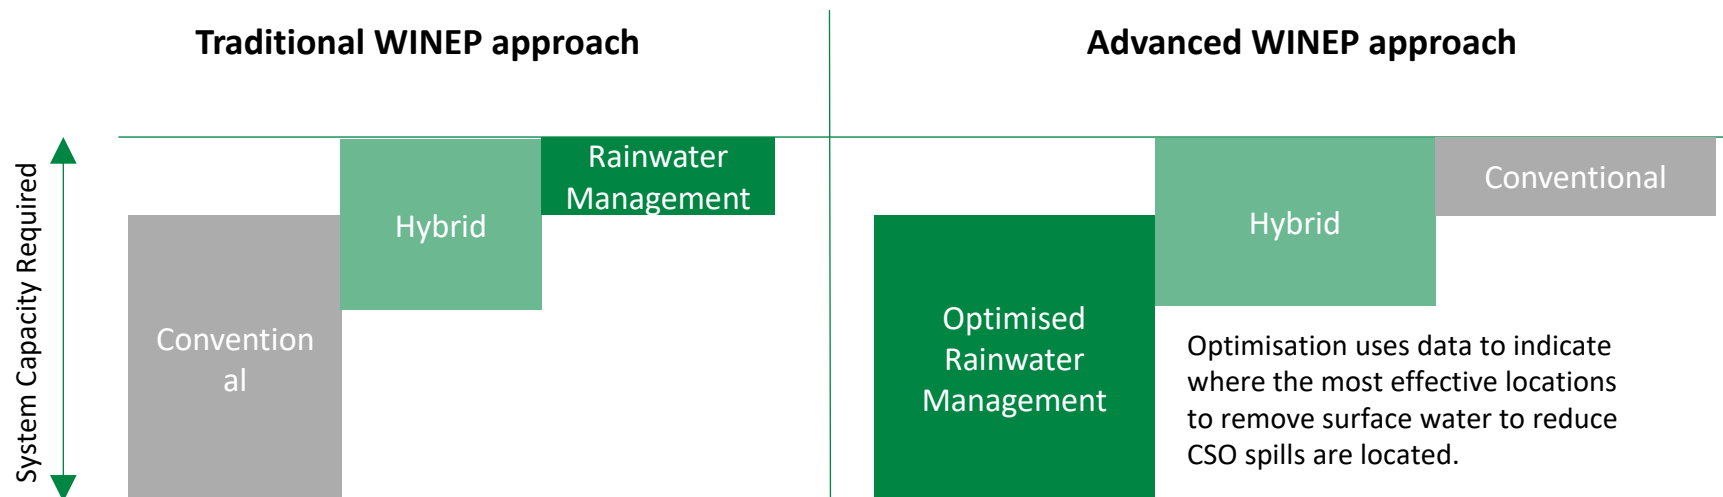 Traditional WINEP approach
Advanced WINEP approach
System Capacity Required
Convention
al
Hybrid
Rainwater
Management
Optimised
Rainwater
Management
Hybrid
Conventional
Optimisation uses data to indicate
where the most effective locations
to remove surface water to reduce
CSO spills are located.